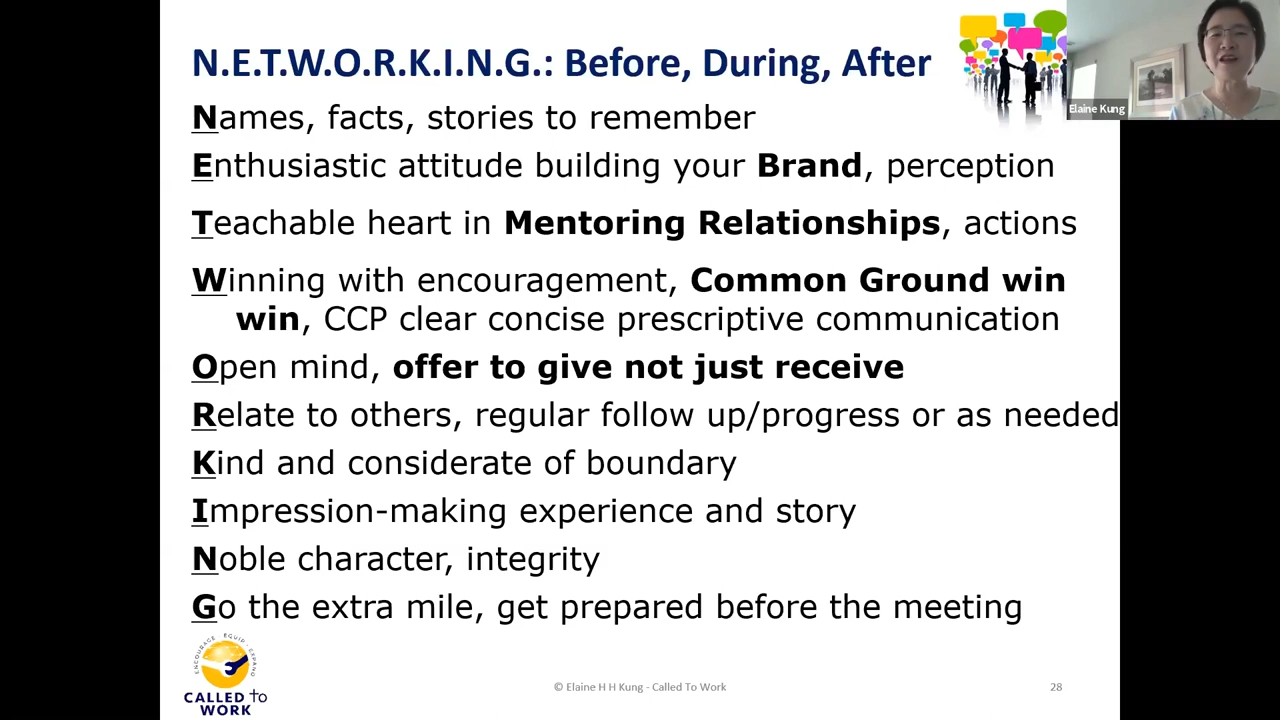 N.E.T.W.O.R.K.I.N.G.: Before, During, After
Elaine Kung
Names, facts, stories to remember
Enthusiastic attitude building your Brand, perception
Teachable heart in Mentoring Relationships, actions
Winning with encouragement, Common Ground win
win, CCP clear concise prescriptive communication
Open mind, offer to give not just receive
Relate to others, regular follow up/progress or as needed
Kind and considerate of boundary
Impression-making experience and story
Noble character, integrity
Go the extra mile, get prepared before the meeting
ENCOURAGE · EQUIP · EXPAND
CALLED to
WORK
© Elaine H H Kung - Called To Work
28